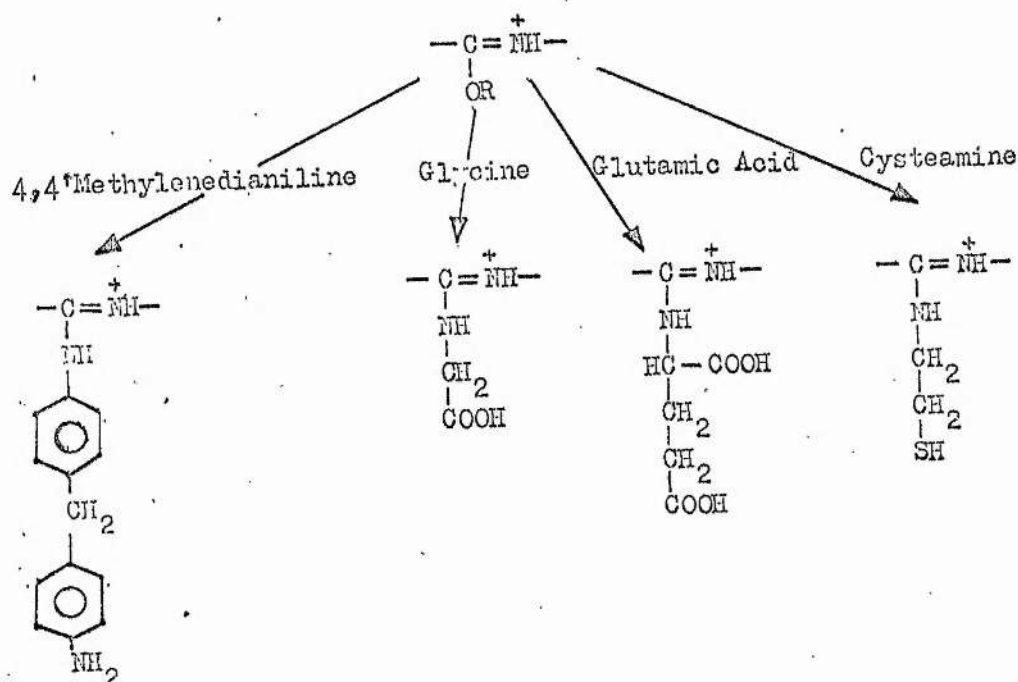 +
— C = NH —
OR
4,4'Methylenedianiline
Glycine
Glutamic Acid
Cysteamine
+
— C = NH —
NH
CH2
NH2
+
— C = NH —
NH
CH2
COOH
+
— C = NH —
NH
HC — COOH
CH2
CH2
COOH
+
— C = NH —
NH
CH2
CH2
SH